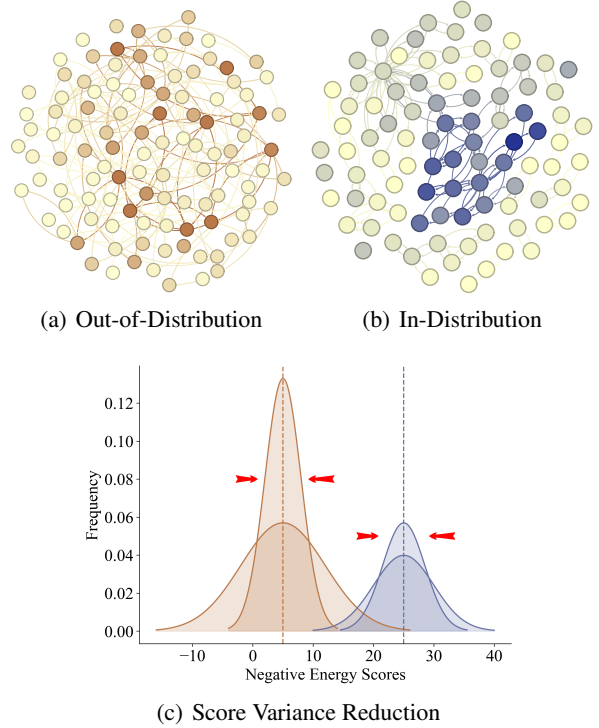 (a) Out-of-Distribution
(b) In-Distribution
0.12
0.10
0.08
0.06
0.04
0.02
0.00
Frequency
−10
0
10
20
30
40
Negative Energy Scores
(c) Score Variance Reduction